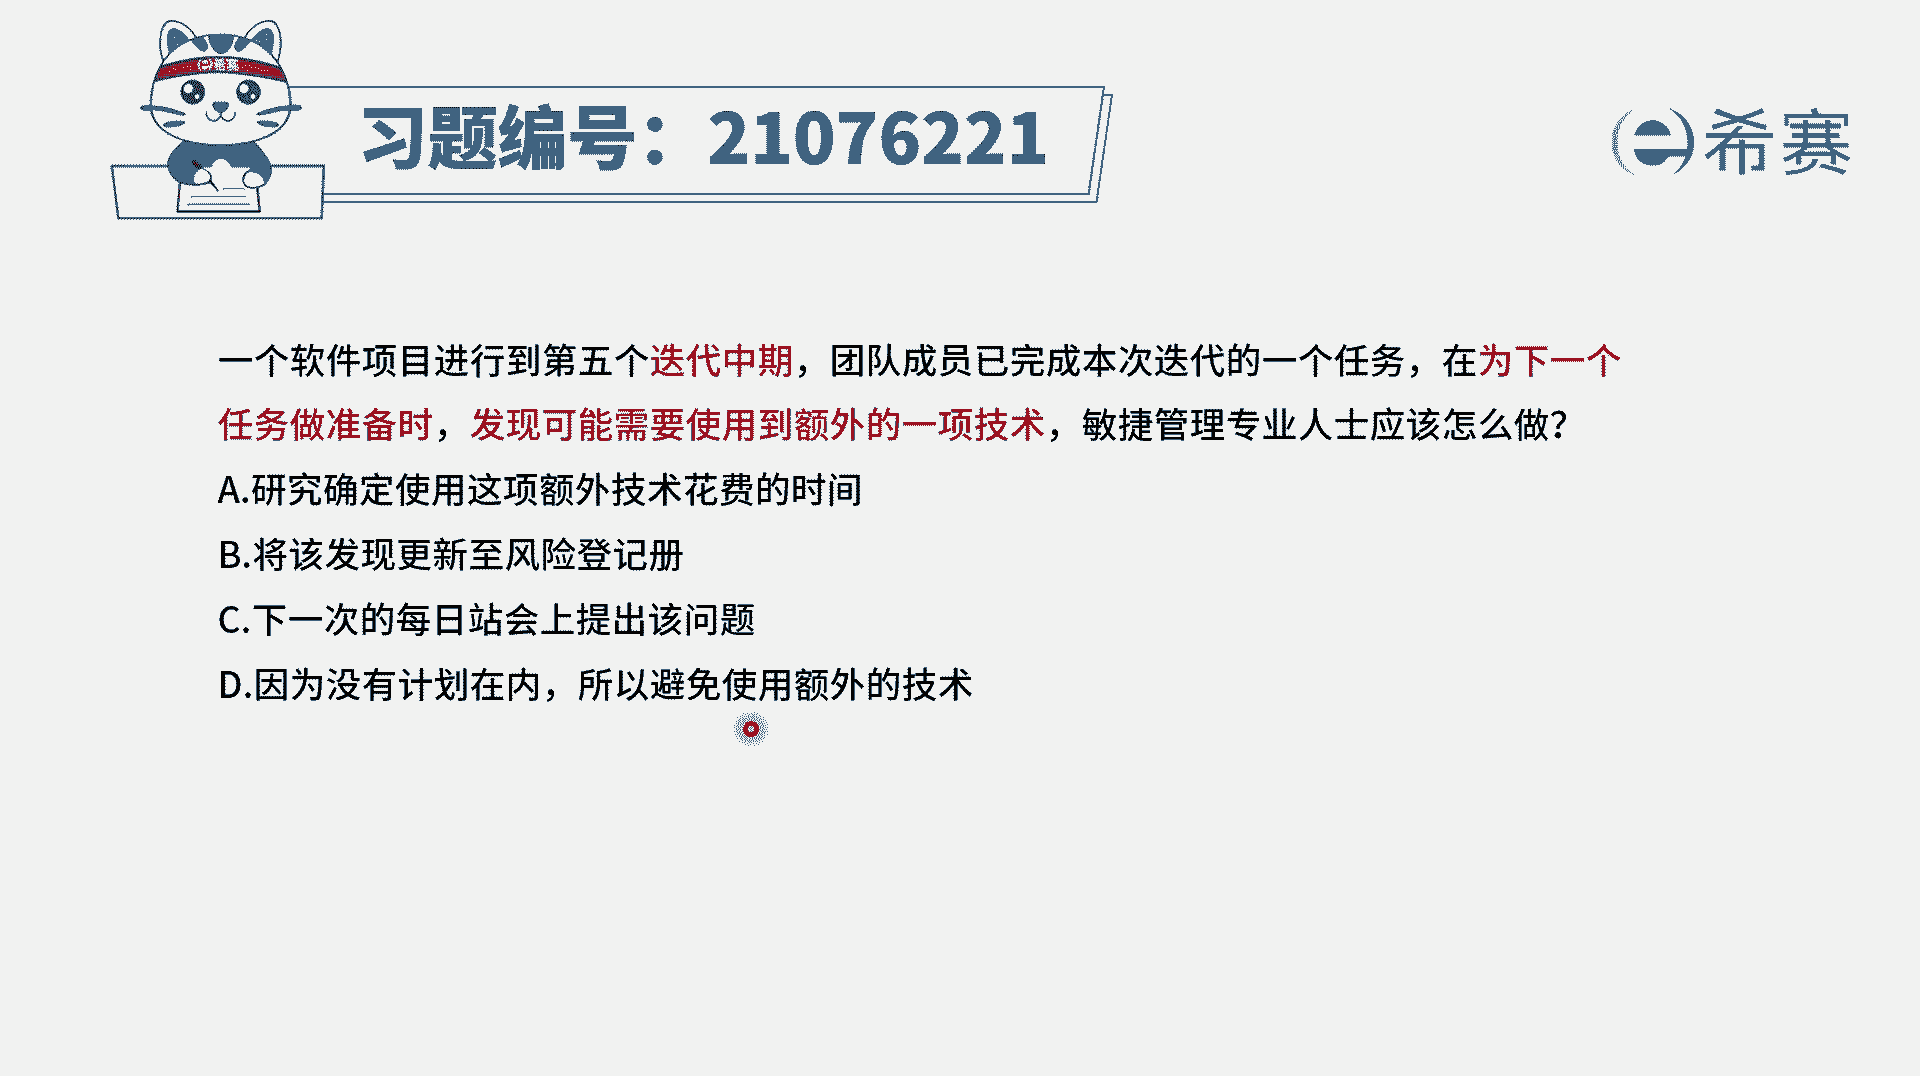 习题编号：21076221
希赛
一个软件项目进行到第五个迭代中期，团队成员已完成本次迭代的一个任务，在为下一个
任务做准备时，发现可能需要使用到额外的一项技术，敏捷管理专业人士应该怎么做？
A.研究确定使用这项额外技术花费的时间
B.将该发现更新至风险登记册
C.下一次的每日站会上提出该问题
D.因为没有计划在内，所以避免使用额外的技术